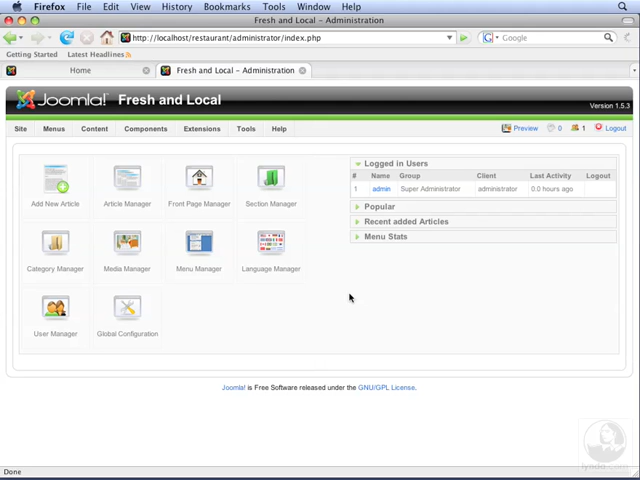 Firefox File Edit View History Bookmarks Tools Window Help
Fresh and Local - Administration
http://localhost/restaurant/administrator/index.php
Google
Getting Started Latest Headlines
Home
Fresh and Local - Administration
Joomla! Fresh and Local
Version 1.5.3
Site Menus Content Components Extensions Tools Help
Preview 0 1 Logout
Logged in Users
# Name Group Client Last Activity Logout
1 admin Super Administrator administrator 0.0 hours ago
Popular
Recent added Articles
Menu Stats
Add New Article Article Manager Front Page Manager Section Manager
Category Manager Media Manager Menu Manager Language Manager
User Manager Global Configuration
Joomla! is Free Software released under the GNU/GPL License.
lynda.com
Done